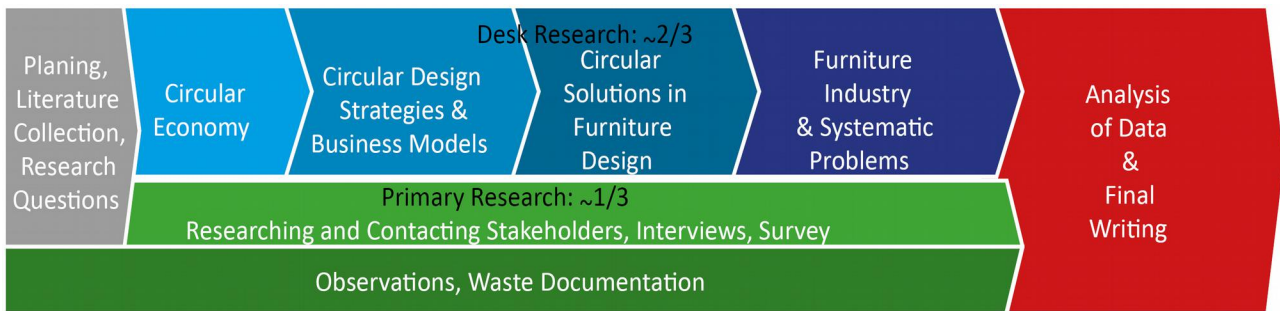 Planing,
Literature
Collection,
Research
Questions
Desk Research: ~2/3
Circular
Economy
Circular Design
Strategies &
Business Models
Circular
Solutions in
Furniture
Design
Furniture
Industry
& Systematic
Problems
Primary Research: ~1/3
Researching and Contacting Stakeholders, Interviews, Survey
Observations, Waste Documentation
Analysis
of Data
&
Final
Writing